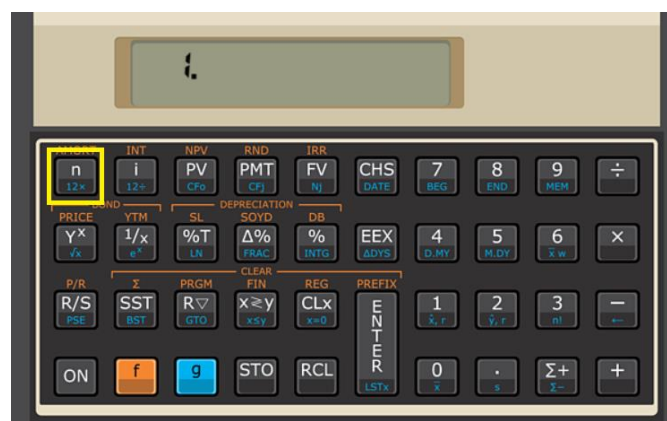 1.
AMORT INT NPV RND IRR
n i PV PMT FV CHS 7 8 9 ÷
12× 12÷ CFo CFj Nj DATE BEG END MEM
BOND DEPRECIATION
PRICE YTM SL SOYD DB
Yˣ 1/x %T Δ% % EEX 4 5 6 ×
√x eˣ LN FRAC INTG ΔDYS D.MY M.DY x̄ w
CLEAR
P/R Σ PRGM FIN REG PREFIX
R/S SST R▽ x≷y CLx ENTER 1 2 3 −
PSE BST GTO x≤y x=0 x̂, r ŷ, r n! ←
ON f g STO RCL 0 · Σ+ +
LSTx x̄ s Σ−